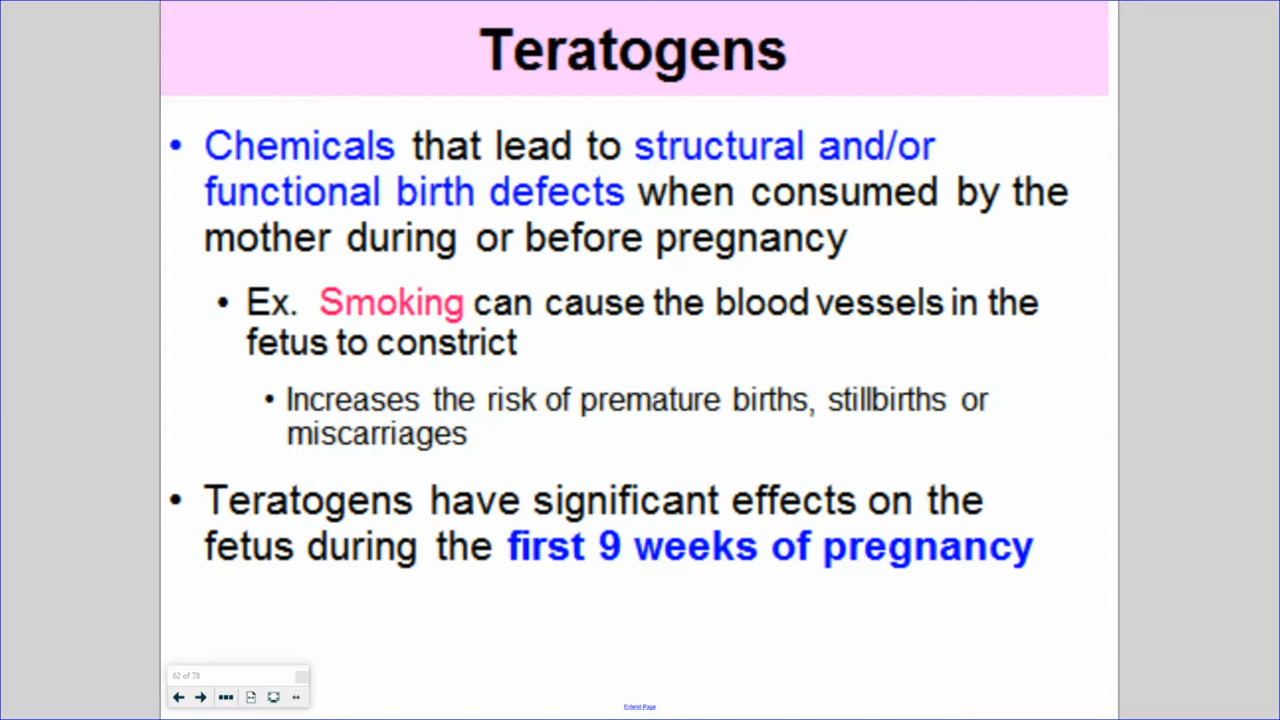 Teratogens
• Chemicals that lead to structural and/or
functional birth defects when consumed by the
mother during or before pregnancy
• Ex. Smoking can cause the blood vessels in the
fetus to constrict
• Increases the risk of premature births, stillbirths or
miscarriages
• Teratogens have significant effects on the
fetus during the first 9 weeks of pregnancy
62 of 78
Extend Page